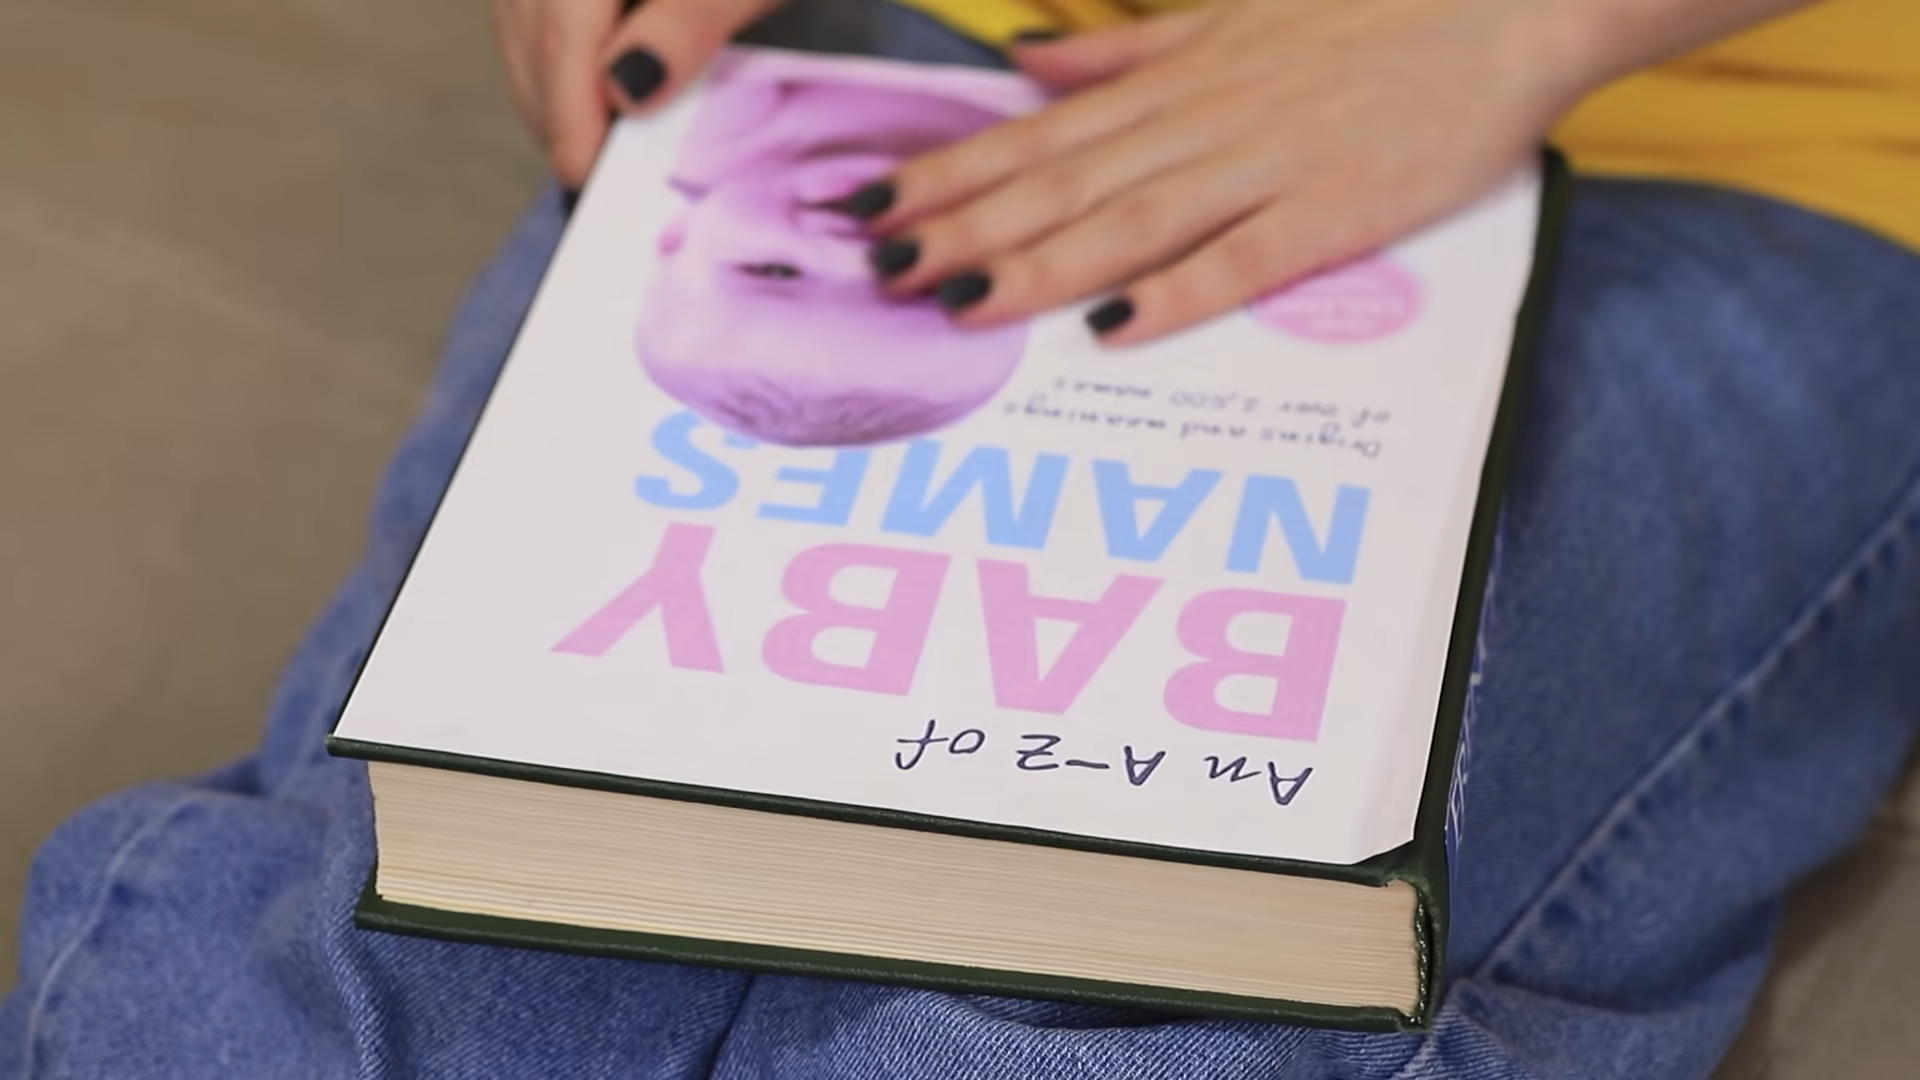 An A-Z of
BABY
NAMES
Origins and meanings
of over 2,600 names